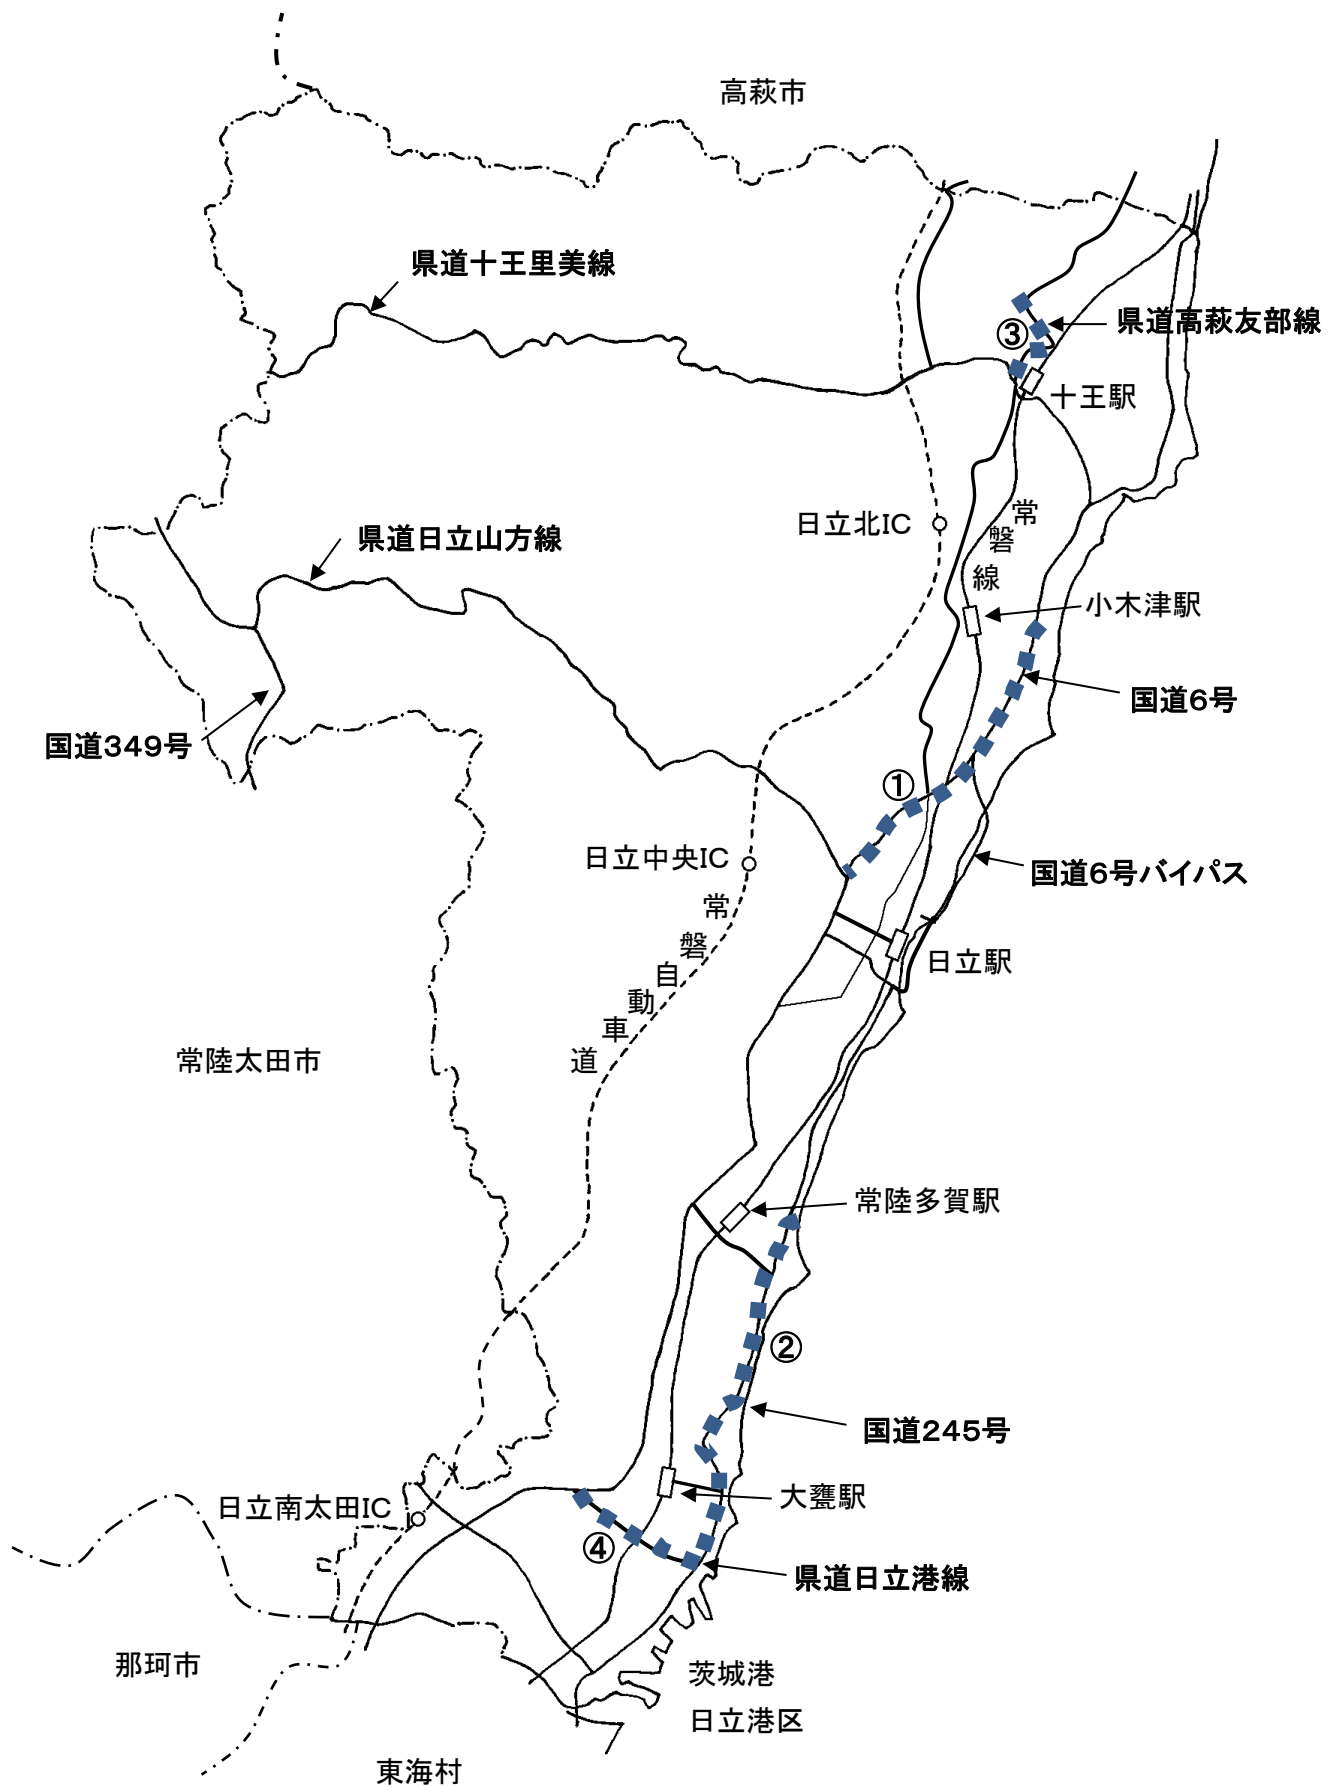 高萩市
県道十王里美線
県道高萩友部線
③
十王駅
日立北IC
常磐線
県道日立山方線
小木津駅
国道6号
国道349号
①
日立中央IC
国道6号バイパス
常磐自動車道
日立駅
常陸太田市
常陸多賀駅
②
国道245号
大甕駅
日立南太田IC
④
県道日立港線
那珂市
茨城港
日立港区
東海村